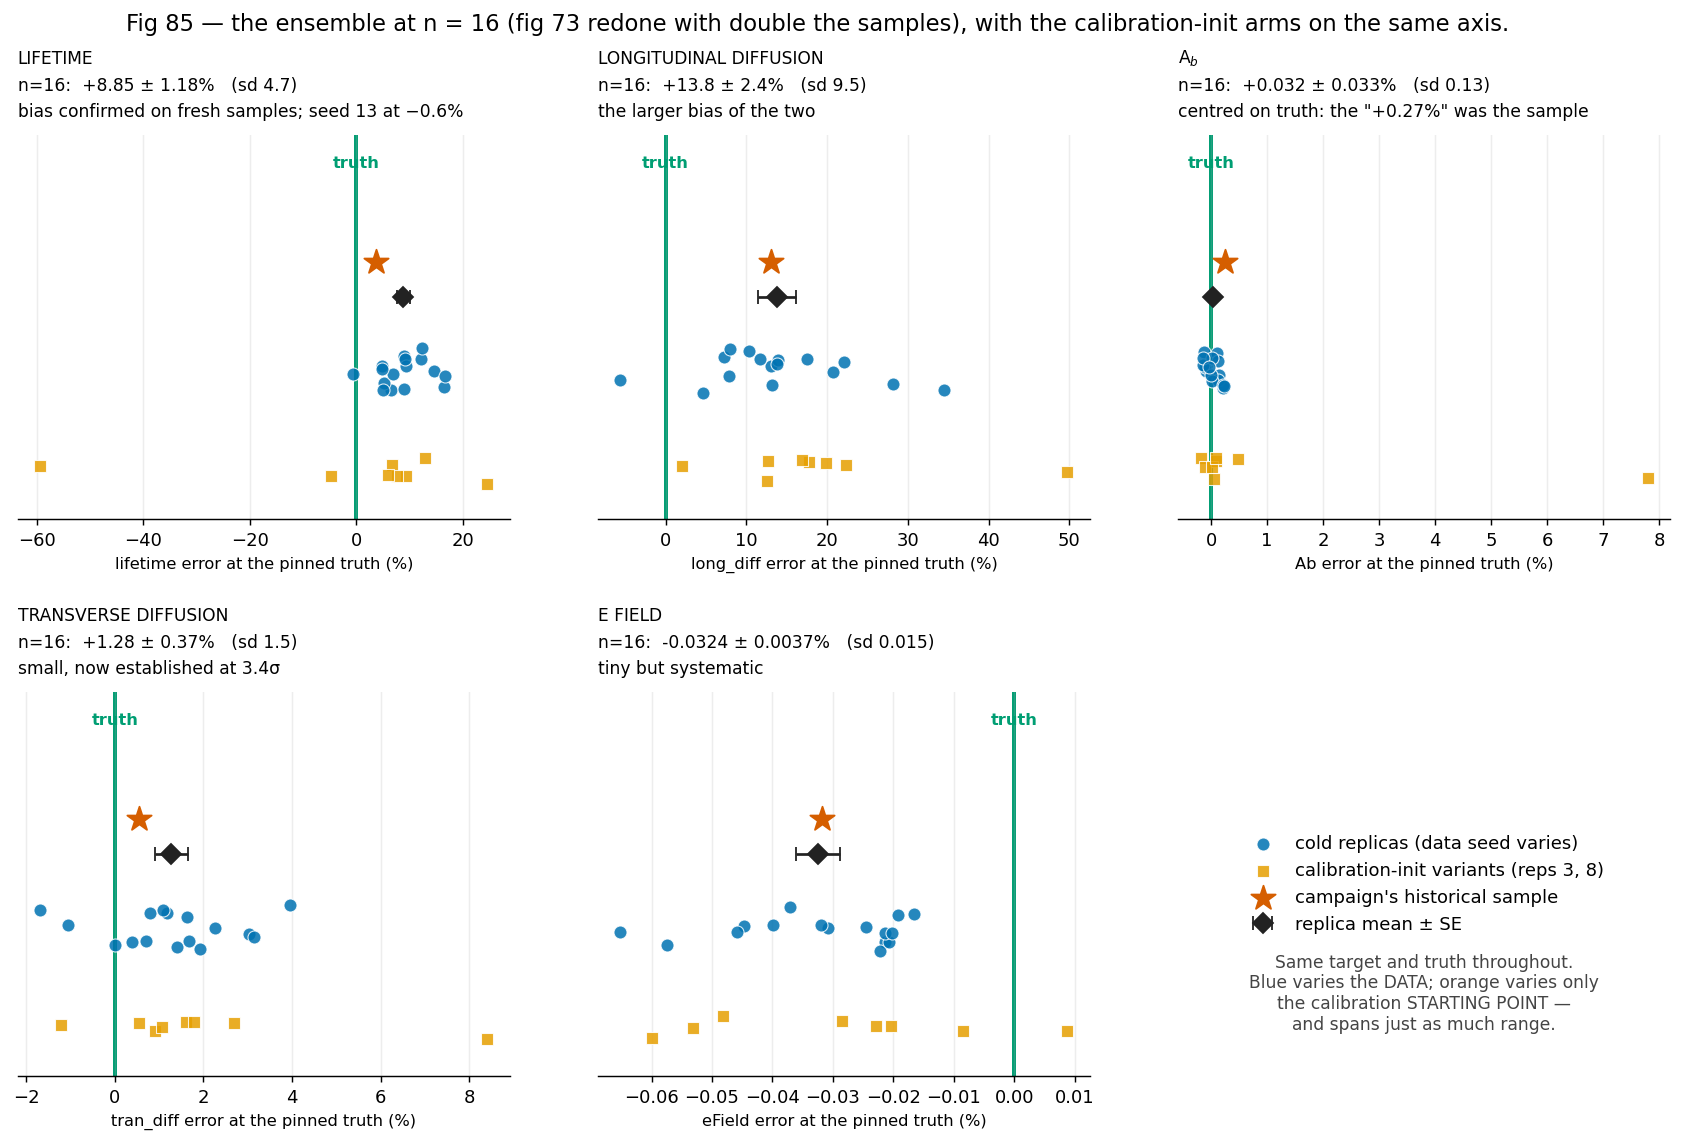 Fig 85 — the ensemble at n = 16 (fig 73 redone with double the samples), with the calibration-init arms on the same axis.
LIFETIME
n=16:  +8.85 ± 1.18%   (sd 4.7)
bias confirmed on fresh samples; seed 13 at −0.6%
truth
−60 −40 −20 0 20
lifetime error at the pinned truth (%)
LONGITUDINAL DIFFUSION
n=16:  +13.8 ± 2.4%   (sd 9.5)
the larger bias of the two
truth
0 10 20 30 40 50
long_diff error at the pinned truth (%)
A_b
n=16:  +0.032 ± 0.033%   (sd 0.13)
centred on truth: the "+0.27%" was the sample
truth
0 1 2 3 4 5 6 7 8
Ab error at the pinned truth (%)
TRANSVERSE DIFFUSION
n=16:  +1.28 ± 0.37%   (sd 1.5)
small, now established at 3.4σ
truth
−2 0 2 4 6 8
tran_diff error at the pinned truth (%)
E FIELD
n=16:  -0.0324 ± 0.0037%   (sd 0.015)
tiny but systematic
truth
−0.06 −0.05 −0.04 −0.03 −0.02 −0.01 0.00 0.01
eField error at the pinned truth (%)
cold replicas (data seed varies)
calibration-init variants (reps 3, 8)
campaign's historical sample
replica mean ± SE
Same target and truth throughout.
Blue varies the DATA; orange varies only
the calibration STARTING POINT —
and spans just as much range.